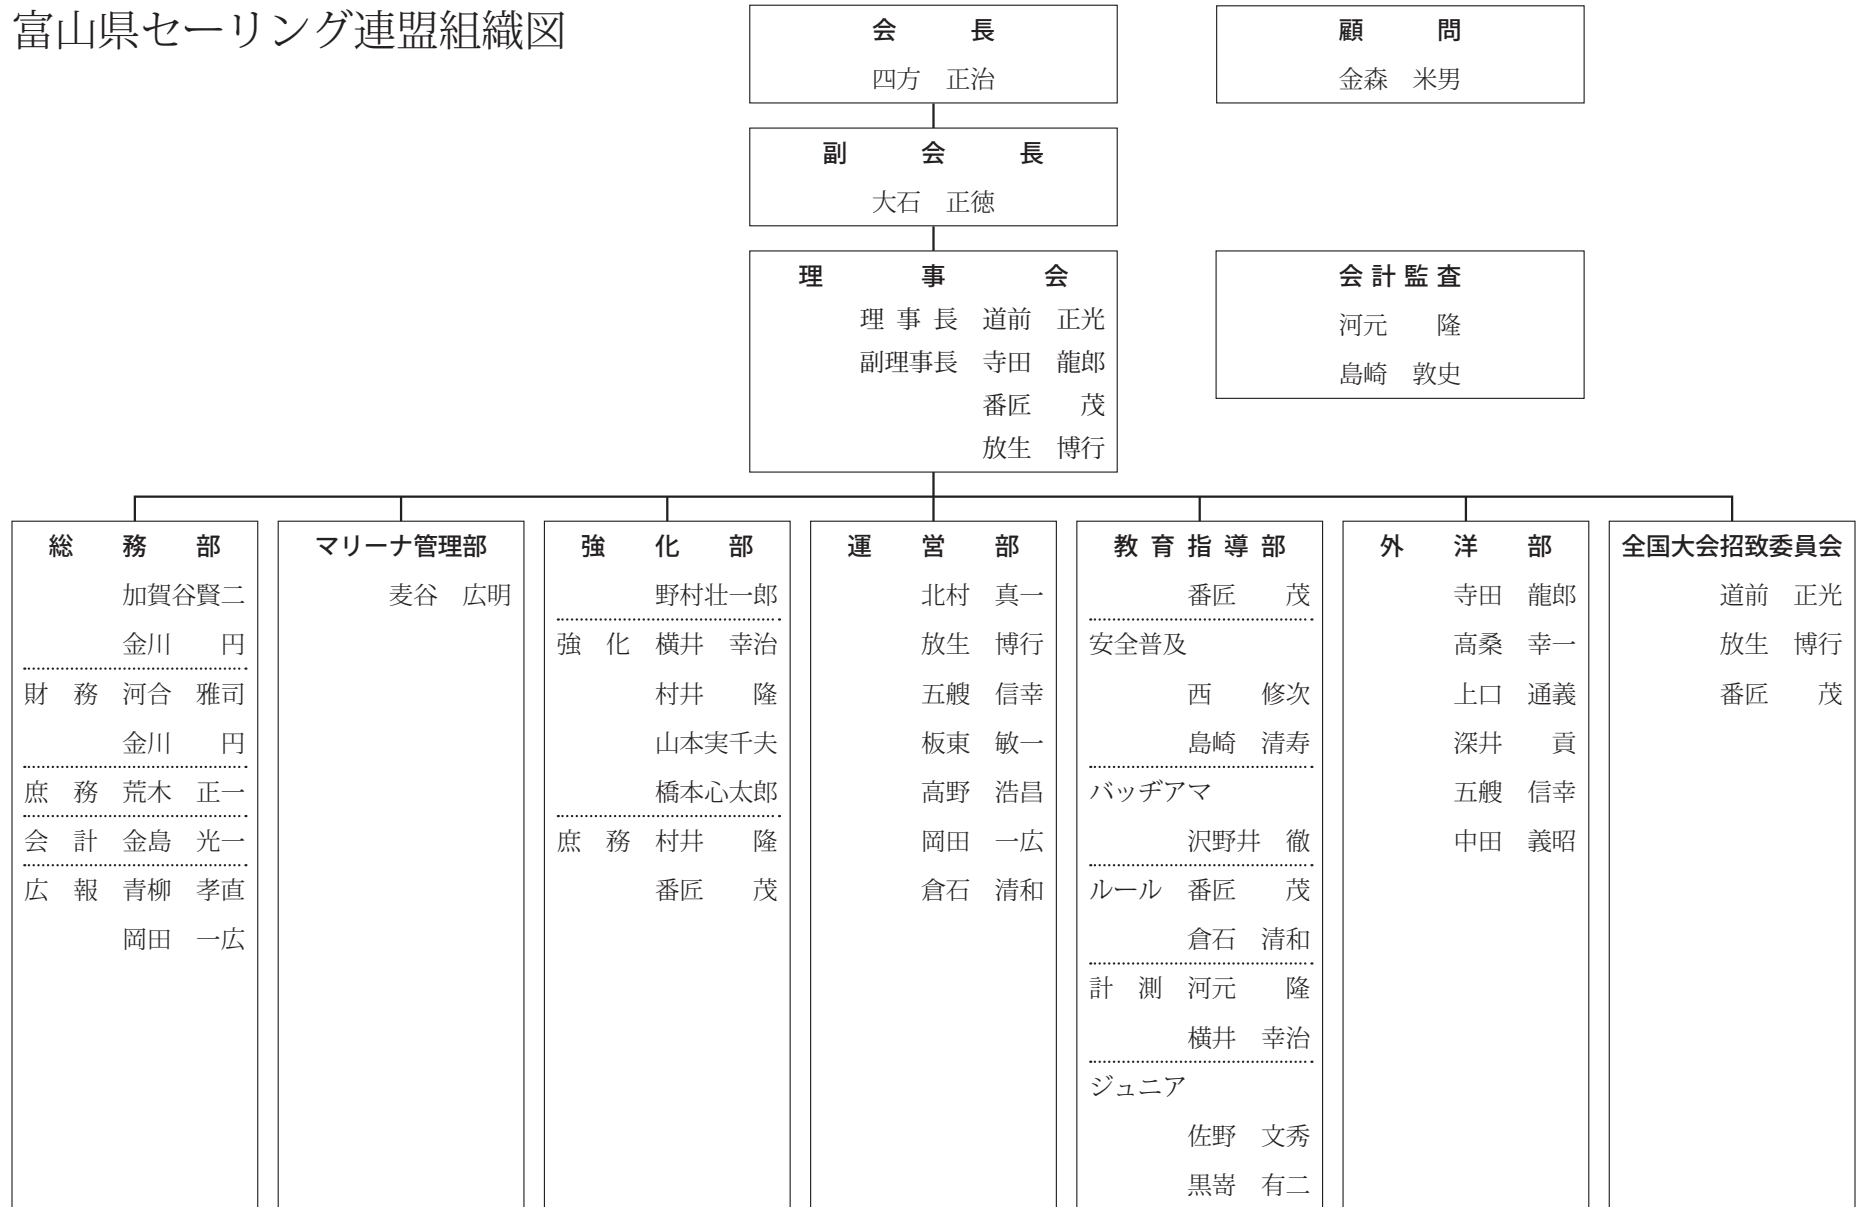 富山県セーリング連盟組織図
会長
四方 正治
顧問
金森 米男
副会長
大石 正徳
理事会
理事長 道前 正光
副理事長 寺田 龍郎
番匠 茂
放生 博行
会計監査
河元 隆
島崎 敦史
総務部
加賀谷賢二
金川 円
財務 河合 雅司
金川 円
庶務 荒木 正一
会計 金島 光一
広報 青柳 孝直
岡田 一広
マリーナ管理部
麦谷 広明
強化部
野村壮一郎
強化 横井 幸治
村井 隆
山本実千夫
橋本心太郎
庶務 村井 隆
番匠 茂
運営部
北村 真一
放生 博行
五艘 信幸
板東 敏一
高野 浩昌
岡田 一広
倉石 清和
教育指導部
番匠 茂
安全普及
西 修次
島崎 清寿
バッヂアマ
沢野井 徹
ルール 番匠 茂
倉石 清和
計測 河元 隆
横井 幸治
ジュニア
佐野 文秀
黒嵜 有二
外洋部
寺田 龍郎
高桑 幸一
上口 通義
深井 貢
五艘 信幸
中田 義昭
全国大会招致委員会
道前 正光
放生 博行
番匠 茂